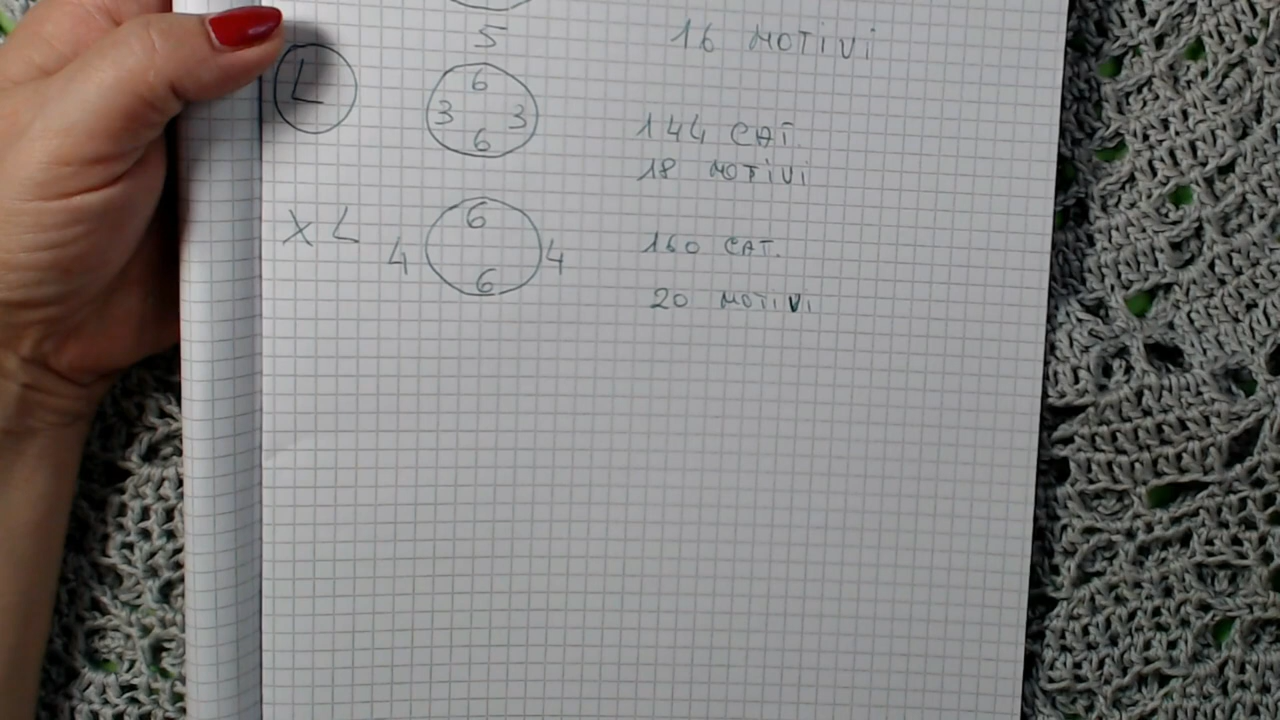 5
16 MOTIVI
L
6
3 3
6
144 CAT.
18 MOTIVI
XL
6
4 4
6
160 CAT.
20 MOTIVI